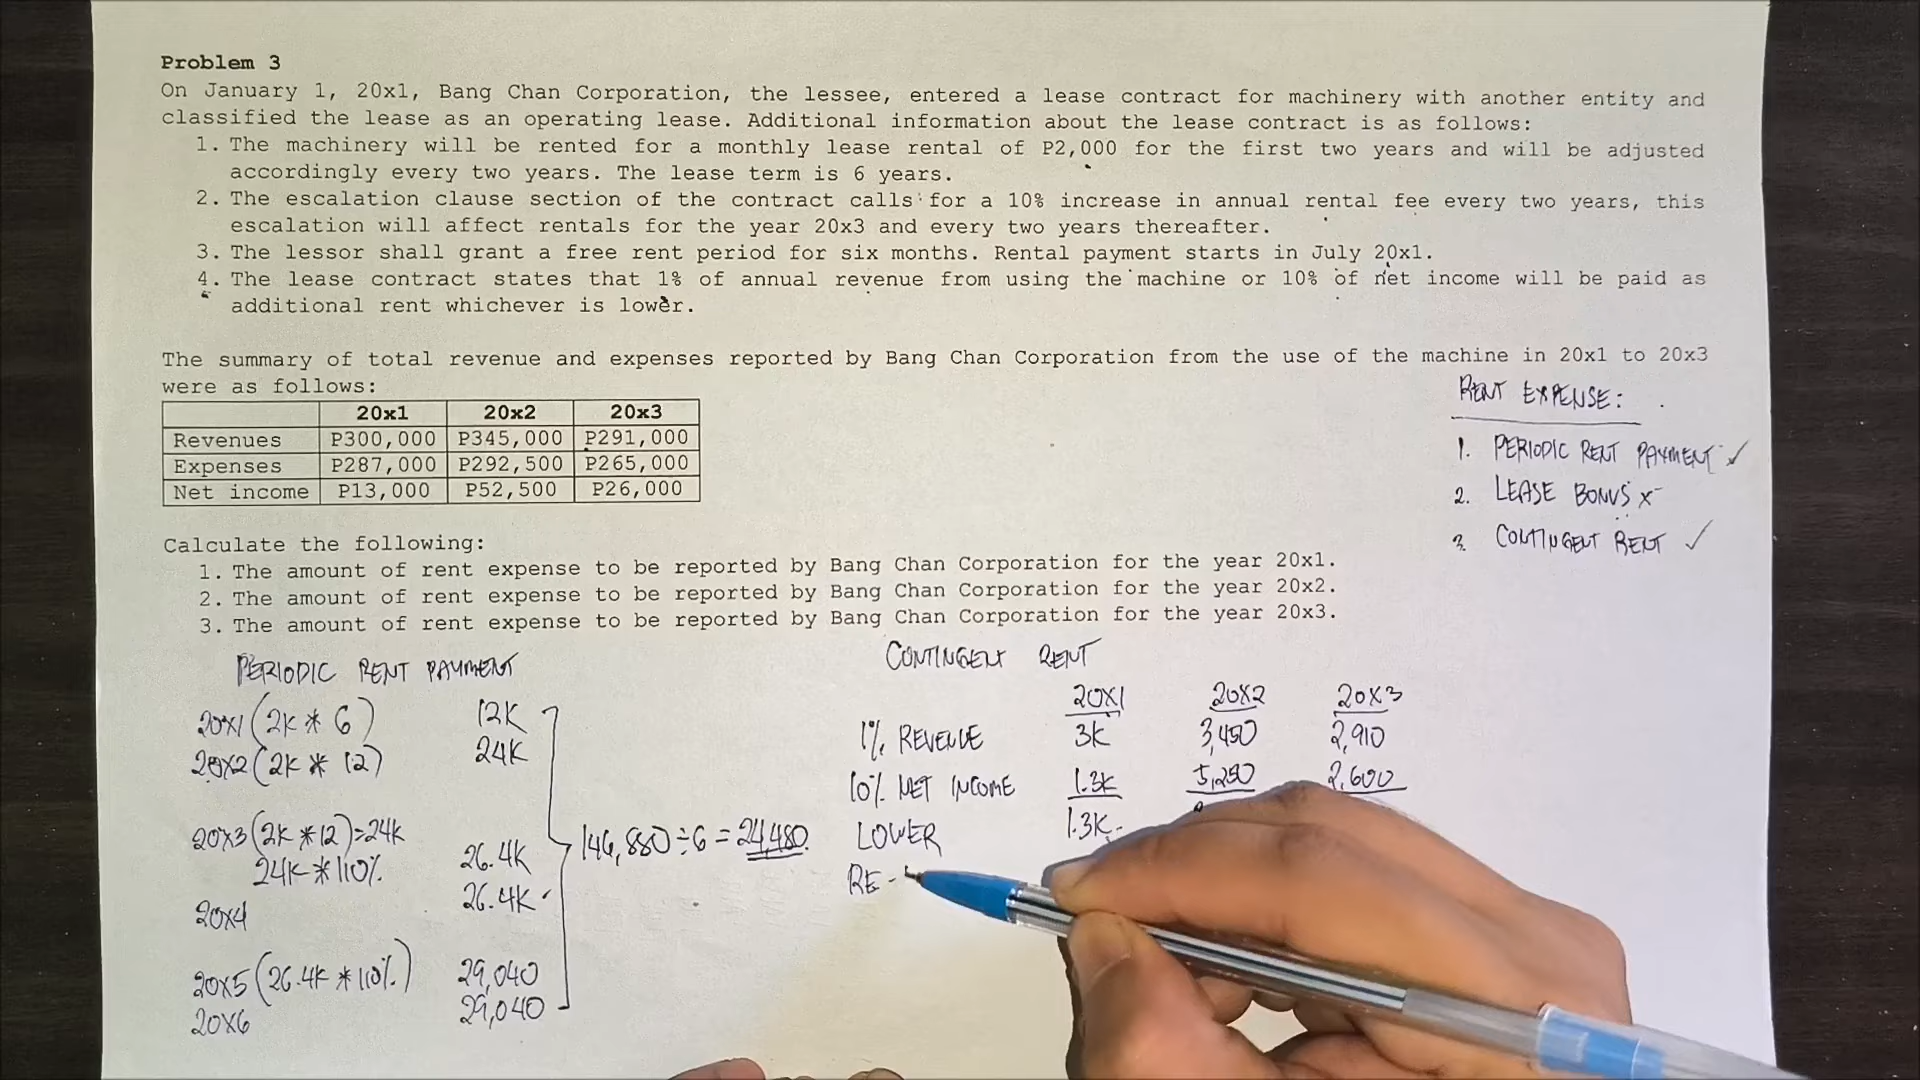 Problem 3
On January 1, 20x1, Bang Chan Corporation, the lessee, entered a lease contract for machinery with another entity and
classified the lease as an operating lease. Additional information about the lease contract is as follows:
1. The machinery will be rented for a monthly lease rental of P2,000 for the first two years and will be adjusted
accordingly every two years. The lease term is 6 years.
2. The escalation clause section of the contract calls for a 10% increase in annual rental fee every two years, this
escalation will affect rentals for the year 20x3 and every two years thereafter.
3. The lessor shall grant a free rent period for six months. Rental payment starts in July 20x1.
4. The lease contract states that 1% of annual revenue from using the machine or 10% of net income will be paid as
additional rent whichever is lower.
The summary of total revenue and expenses reported by Bang Chan Corporation from the use of the machine in 20x1 to 20x3
were as follows:
20x1 20x2 20x3
Revenues P300,000 P345,000 P291,000
Expenses P287,000 P292,500 P265,000
Net income P13,000 P52,500 P26,000
RENT EXPENSE:
1. PERIODIC RENT PAYMENT ✓
2. LEASE BONUS x
3. CONTINGENT RENT ✓
Calculate the following:
1. The amount of rent expense to be reported by Bang Chan Corporation for the year 20x1.
2. The amount of rent expense to be reported by Bang Chan Corporation for the year 20x2.
3. The amount of rent expense to be reported by Bang Chan Corporation for the year 20x3.
PERIODIC RENT PAYMENT
20X1 (2K * 6) 12K
20X2 (2K * 12) 24K
20X3 (2K * 12) = 24K
24K * 110% 26.4K
20X4 26.4K
20X5 (26.4K * 110%) 29,040
20X6 29,040
146,880 ÷ 6 = 24,480
CONTINGENT RENT
20X1 20X2 20X3
1% REVENUE 3K 3,450 2,910
10% NET INCOME 1.3K 5,250 2,600
LOWER 1.3K
RE -